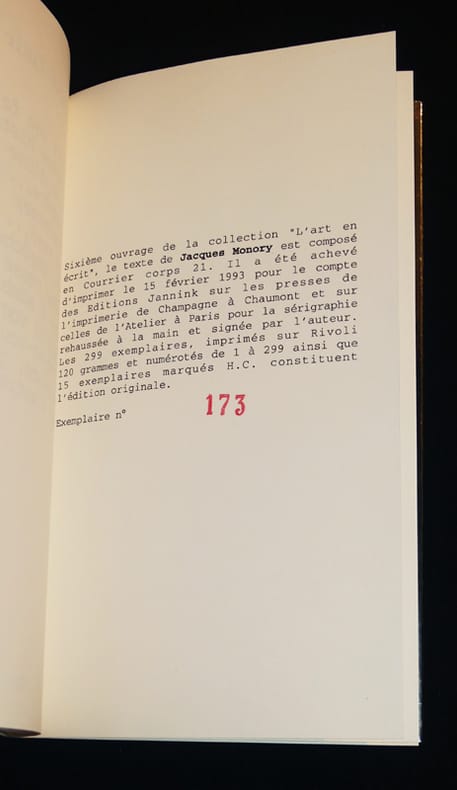 Sixième ouvrage de la collection "L'art en
écrit", le texte de Jacques Monory est composé
en Courrier corps 21. Il a été achevé
d'imprimer le 15 février 1993 pour le compte
des Editions Jannink sur les presses de
l'imprimerie de Champagne à Chaumont et sur
celles de l'Atelier à Paris pour la sérigraphie
rehaussée à la main et signée par l'auteur.
Les 299 exemplaires, imprimés sur Rivoli
120 grammes et numérotés de 1 à 299 ainsi que
15 exemplaires marqués H.C. constituent
l'édition originale.
Exemplaire n° 173